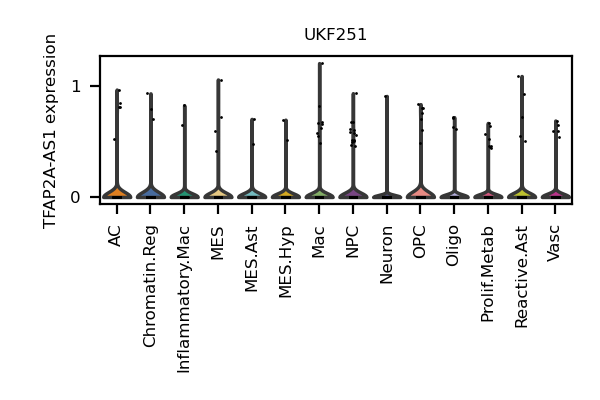 UKF251
TFAP2A-AS1 expression
1
0
AC
Chromatin.Reg
Inflammatory.Mac
MES
MES.Ast
MES.Hyp
Mac
NPC
Neuron
OPC
Oligo
Prolif.Metab
Reactive.Ast
Vasc